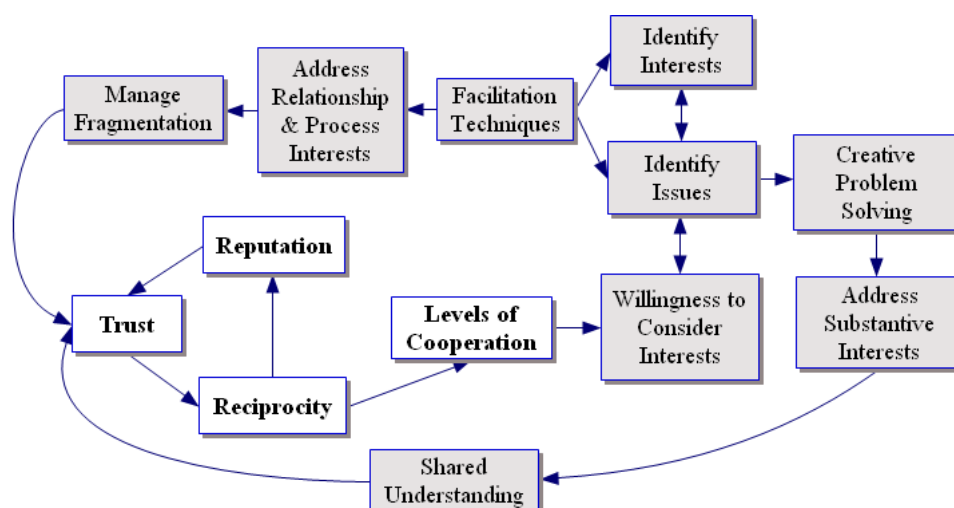 Identify
Interests
Address
Relationship
& Process
Interests
Manage
Fragmentation
Facilitation
Techniques
Identify
Issues
Creative
Problem
Solving
Reputation
Trust
Levels of
Cooperation
Willingness to
Consider
Interests
Address
Substantive
Interests
Reciprocity
Shared
Understanding